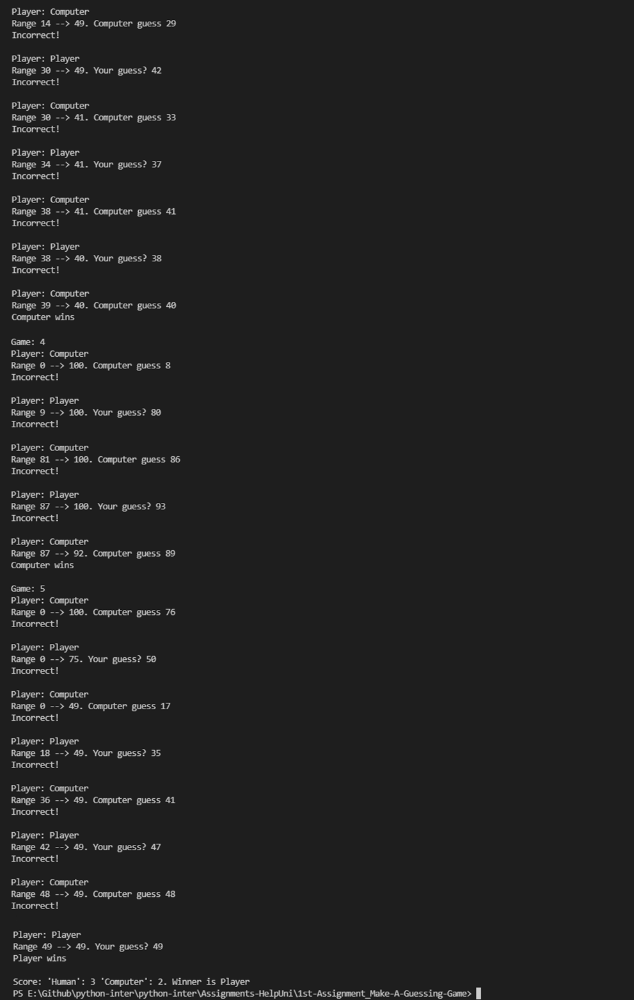 Player: Computer
Range 14 --> 49. Computer guess 29
Incorrect!
Player: Player
Range 30 --> 49. Your guess? 42
Incorrect!
Player: Computer
Range 30 --> 41. Computer guess 33
Incorrect!
Player: Player
Range 34 --> 41. Your guess? 37
Incorrect!
Player: Computer
Range 38 --> 41. Computer guess 41
Incorrect!
Player: Player
Range 38 --> 40. Your guess? 38
Incorrect!
Player: Computer
Range 39 --> 40. Computer guess 40
Computer wins
Game: 4
Player: Computer
Range 0 --> 100. Computer guess 8
Incorrect!
Player: Player
Range 9 --> 100. Your guess? 80
Incorrect!
Player: Computer
Range 81 --> 100. Computer guess 86
Incorrect!
Player: Player
Range 87 --> 100. Your guess? 93
Incorrect!
Player: Computer
Range 87 --> 92. Computer guess 89
Computer wins
Game: 5
Player: Computer
Range 0 --> 100. Computer guess 76
Incorrect!
Player: Player
Range 0 --> 75. Your guess? 50
Incorrect!
Player: Computer
Range 0 --> 49. Computer guess 17
Incorrect!
Player: Player
Range 18 --> 49. Your guess? 35
Incorrect!
Player: Computer
Range 36 --> 49. Computer guess 41
Incorrect!
Player: Player
Range 42 --> 49. Your guess? 47
Incorrect!
Player: Computer
Range 48 --> 49. Computer guess 48
Incorrect!
Player: Player
Range 49 --> 49. Your guess? 49
Player wins
Score: 'Human': 3 'Computer': 2. Winner is Player
PS E:\Github\python-inter\python-inter\Assignments-HelpUni\1st-Assignment_Make-A-Guessing-Game>